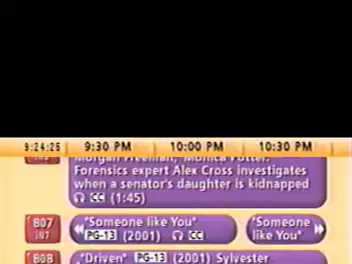 9:24:25 9:30 PM 10:00 PM 10:30 PM
Morgan Freeman, Monica Potter.
Forensics expert Alex Cross investigates
when a senator's daughter is kidnapped
CC (1:45)
807 "Someone like You" "Someone
in7 PG-13 (2001) CC like You"
808 "Driven" PG-13 (2001) Sylvester